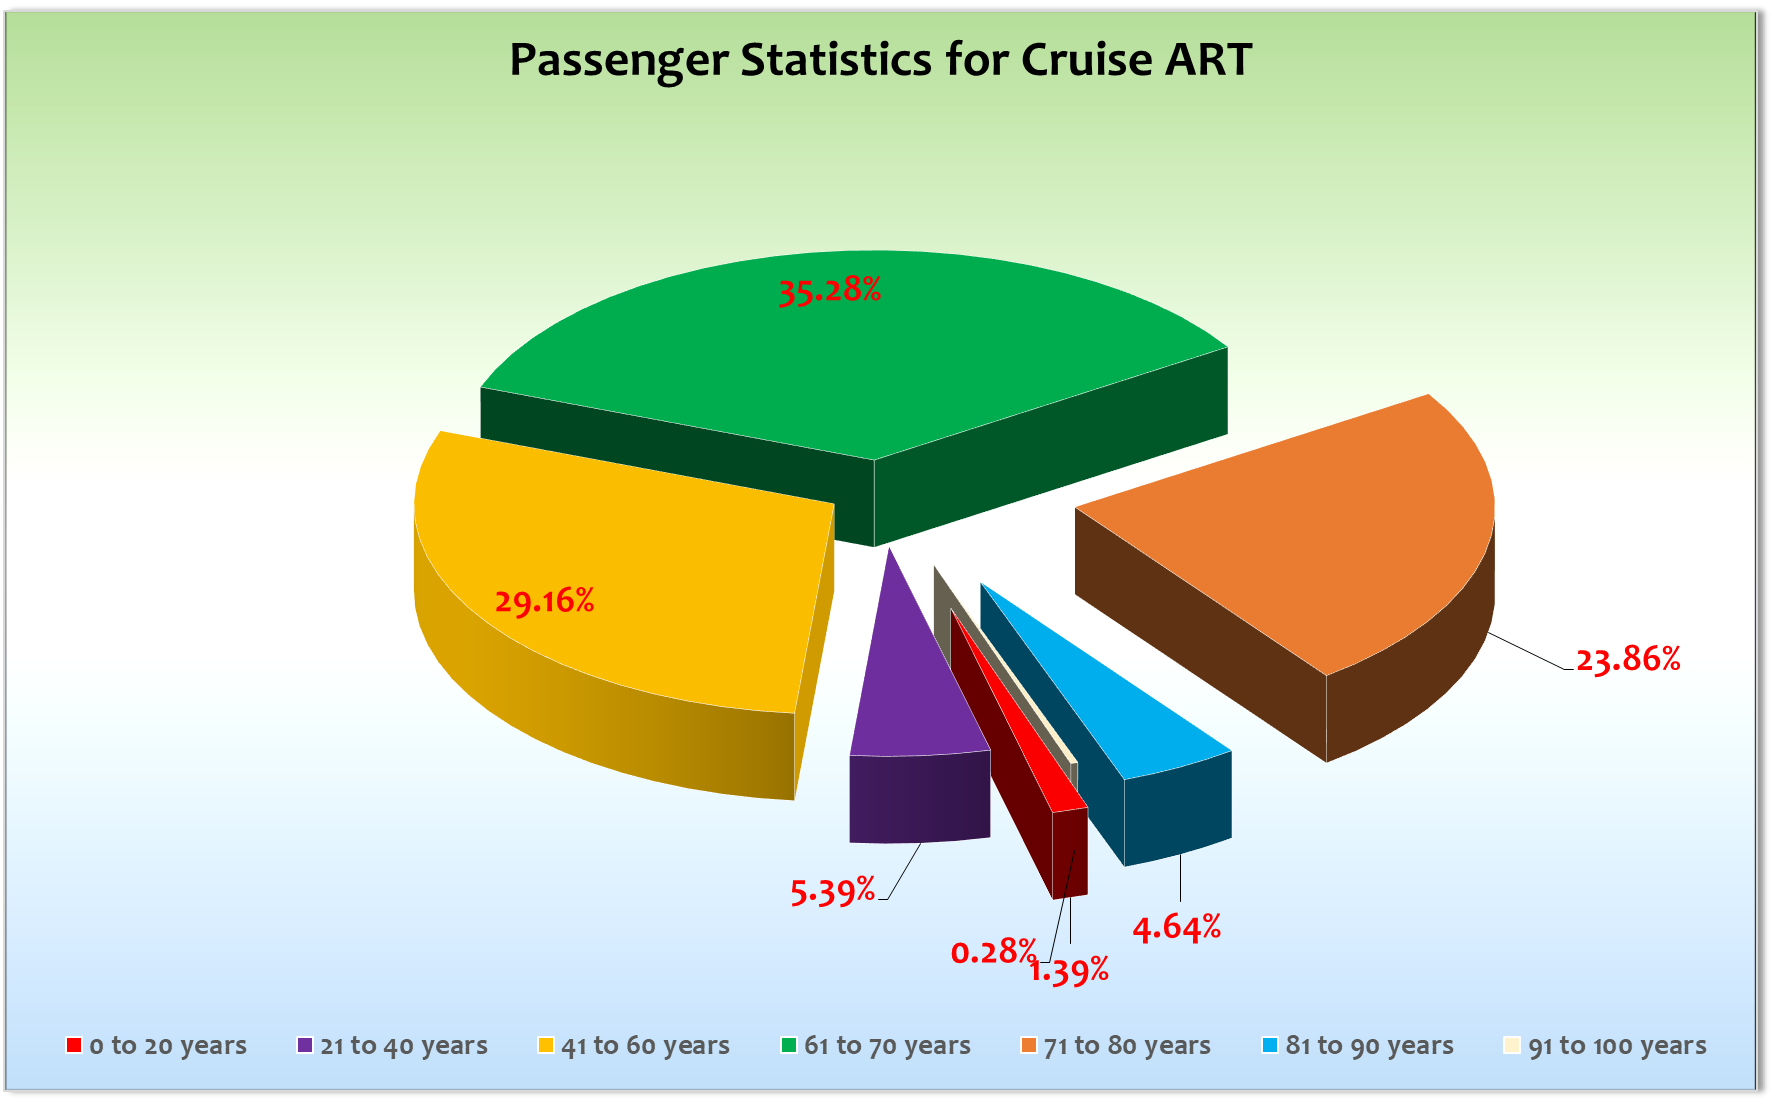 Passenger Statistics for Cruise ART
35.28%
29.16%
23.86%
5.39%
4.64%
0.28%
1.39%
0 to 20 years
21 to 40 years
41 to 60 years
61 to 70 years
71 to 80 years
81 to 90 years
91 to 100 years